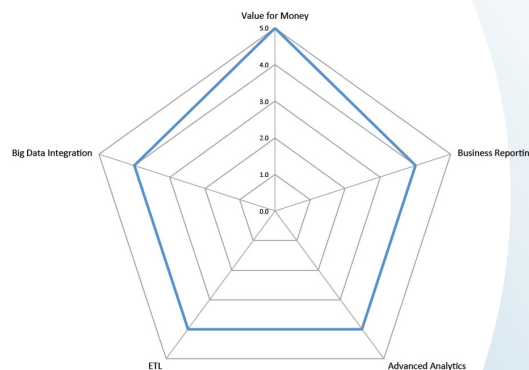 Value for Money
5.0
4.0
3.0
2.0
1.0
0.0
Big Data Integration
Business Reportin
ETL
Advanced Analytics